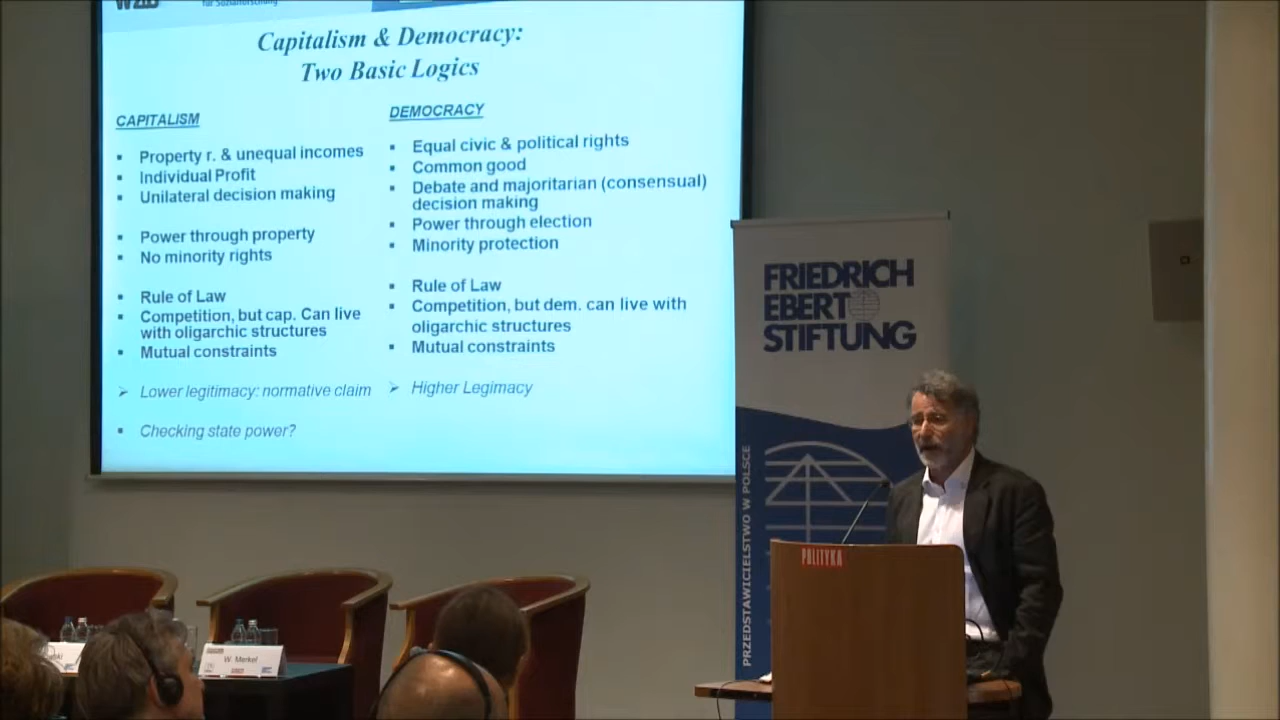 WZB
für Sozialforschung
Capitalism & Democracy:
Two Basic Logics
CAPITALISM
Property r. & unequal incomes
Individual Profit
Unilateral decision making
Power through property
No minority rights
Rule of Law
Competition, but cap. Can live
with oligarchic structures
Mutual constraints
Lower legitimacy: normative claim
Checking state power?
DEMOCRACY
Equal civic & political rights
Common good
Debate and majoritarian (consensual)
decision making
Power through election
Minority protection
Rule of Law
Competition, but dem. can live with
oligarchic structures
Mutual constraints
Higher Legimacy
FRIEDRICH
EBERT
STIFTUNG
PRZEDSTAWICIELSTWO W POLSCE
POLITYKA
W. Merkel